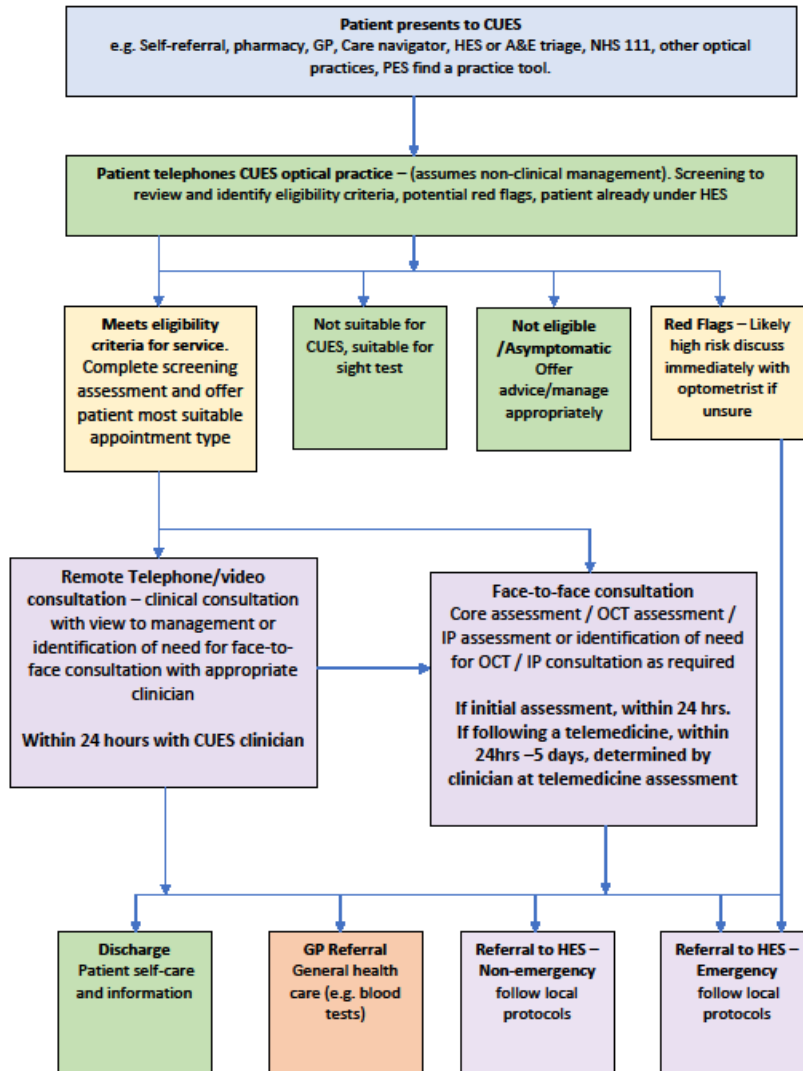 Patient presents to CUES
e.g. Self-referral, pharmacy, GP, Care navigator, HES or A&E triage, NHS 111, other optical
practices, PES find a practice tool.
Patient telephones CUES optical practice – (assumes non-clinical management). Screening to
review and identify eligibility criteria, potential red flags, patient already under HES
Meets eligibility
criteria for service.
Complete screening
assessment and offer
patient most suitable
appointment type
Not suitable for
CUES, suitable for
sight test
Not eligible
/Asymptomatic
Offer
advice/manage
appropriately
Red Flags – Likely
high risk discuss
immediately with
optometrist if
unsure
Remote Telephone/video
consultation – clinical consultation
with view to management or
identification of need for face-to-
face consultation with appropriate
clinician
Within 24 hours with CUES clinician
Face-to-face consultation
Core assessment / OCT assessment /
IP assessment or identification of need
for OCT / IP consultation as required
If initial assessment, within 24 hrs.
If following a telemedicine, within
24hrs –5 days, determined by
clinician at telemedicine assessment
Discharge
Patient self-care
and information
GP Referral
General health
care (e.g. blood
tests)
Referral to HES –
Non-emergency
follow local
protocols
Referral to HES –
Emergency
follow local
protocols